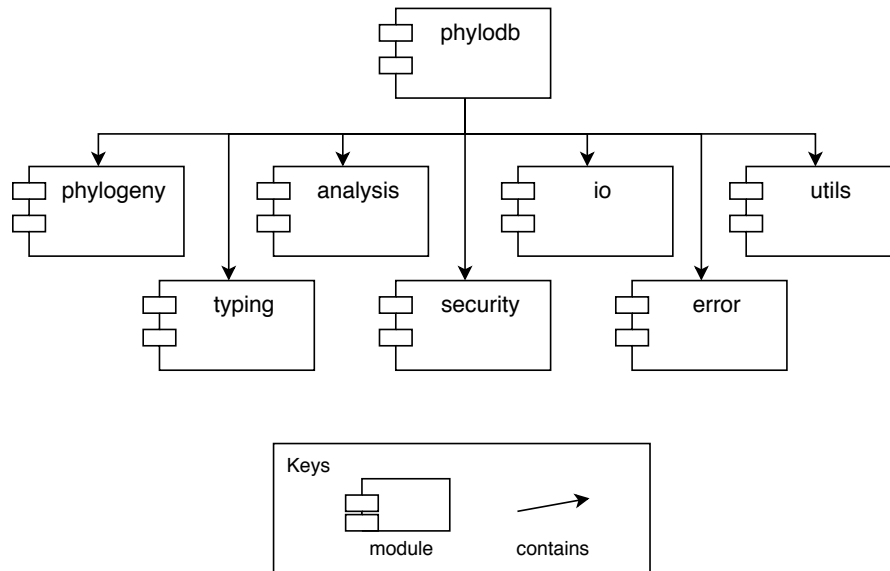 phylodb
phylogeny
analysis
io
utils
typing
security
error
Keys
module
contains